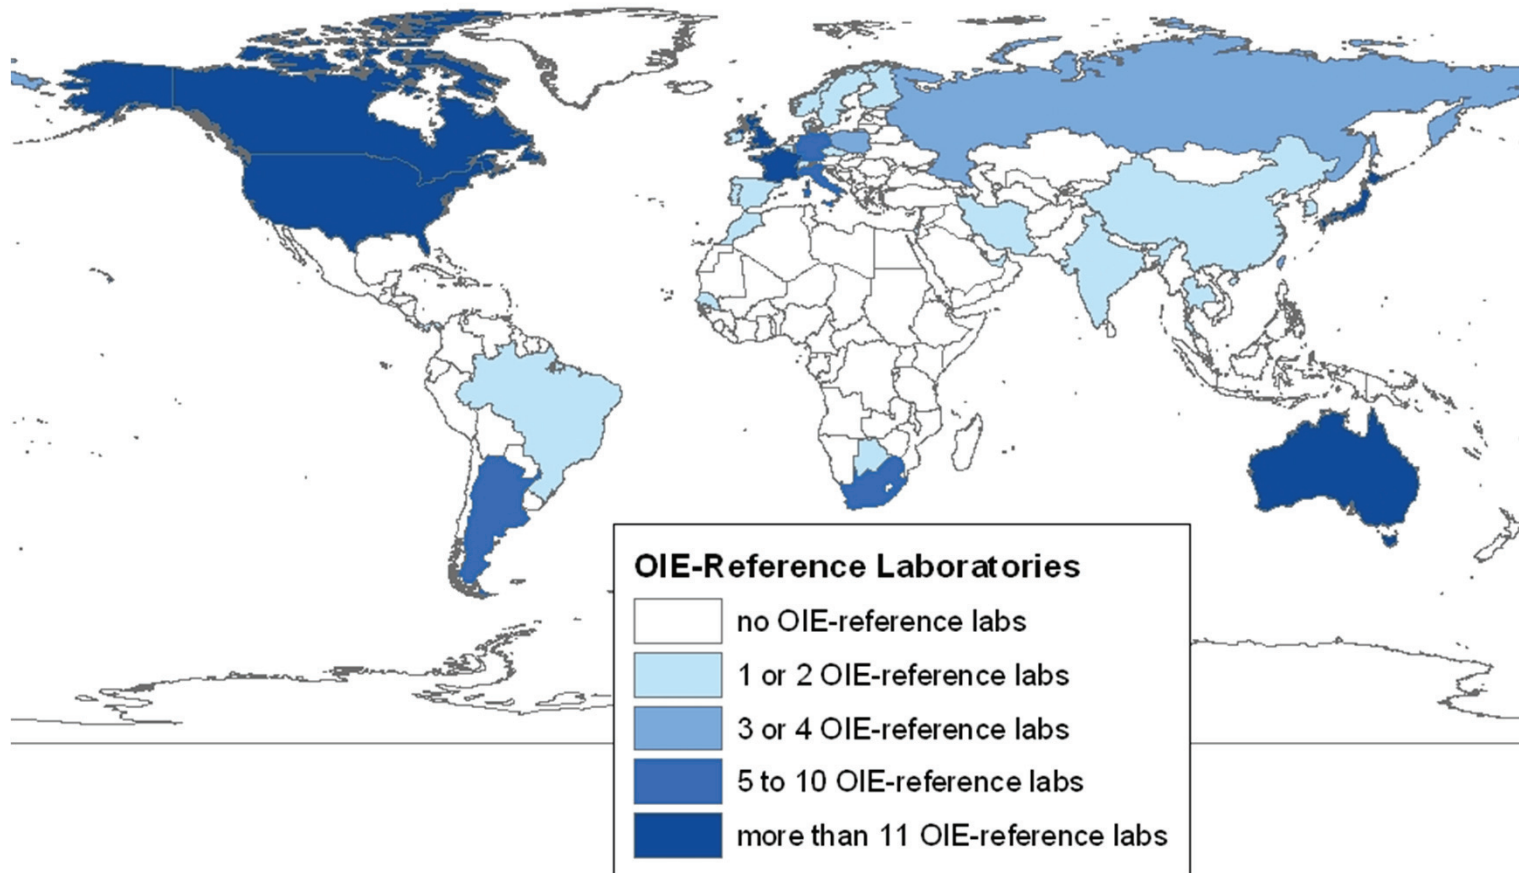 OIE-Reference Laboratories
no OIE-reference labs
1 or 2 OIE-reference labs
3 or 4 OIE-reference labs
5 to 10 OIE-reference labs
more than 11 OIE-reference labs